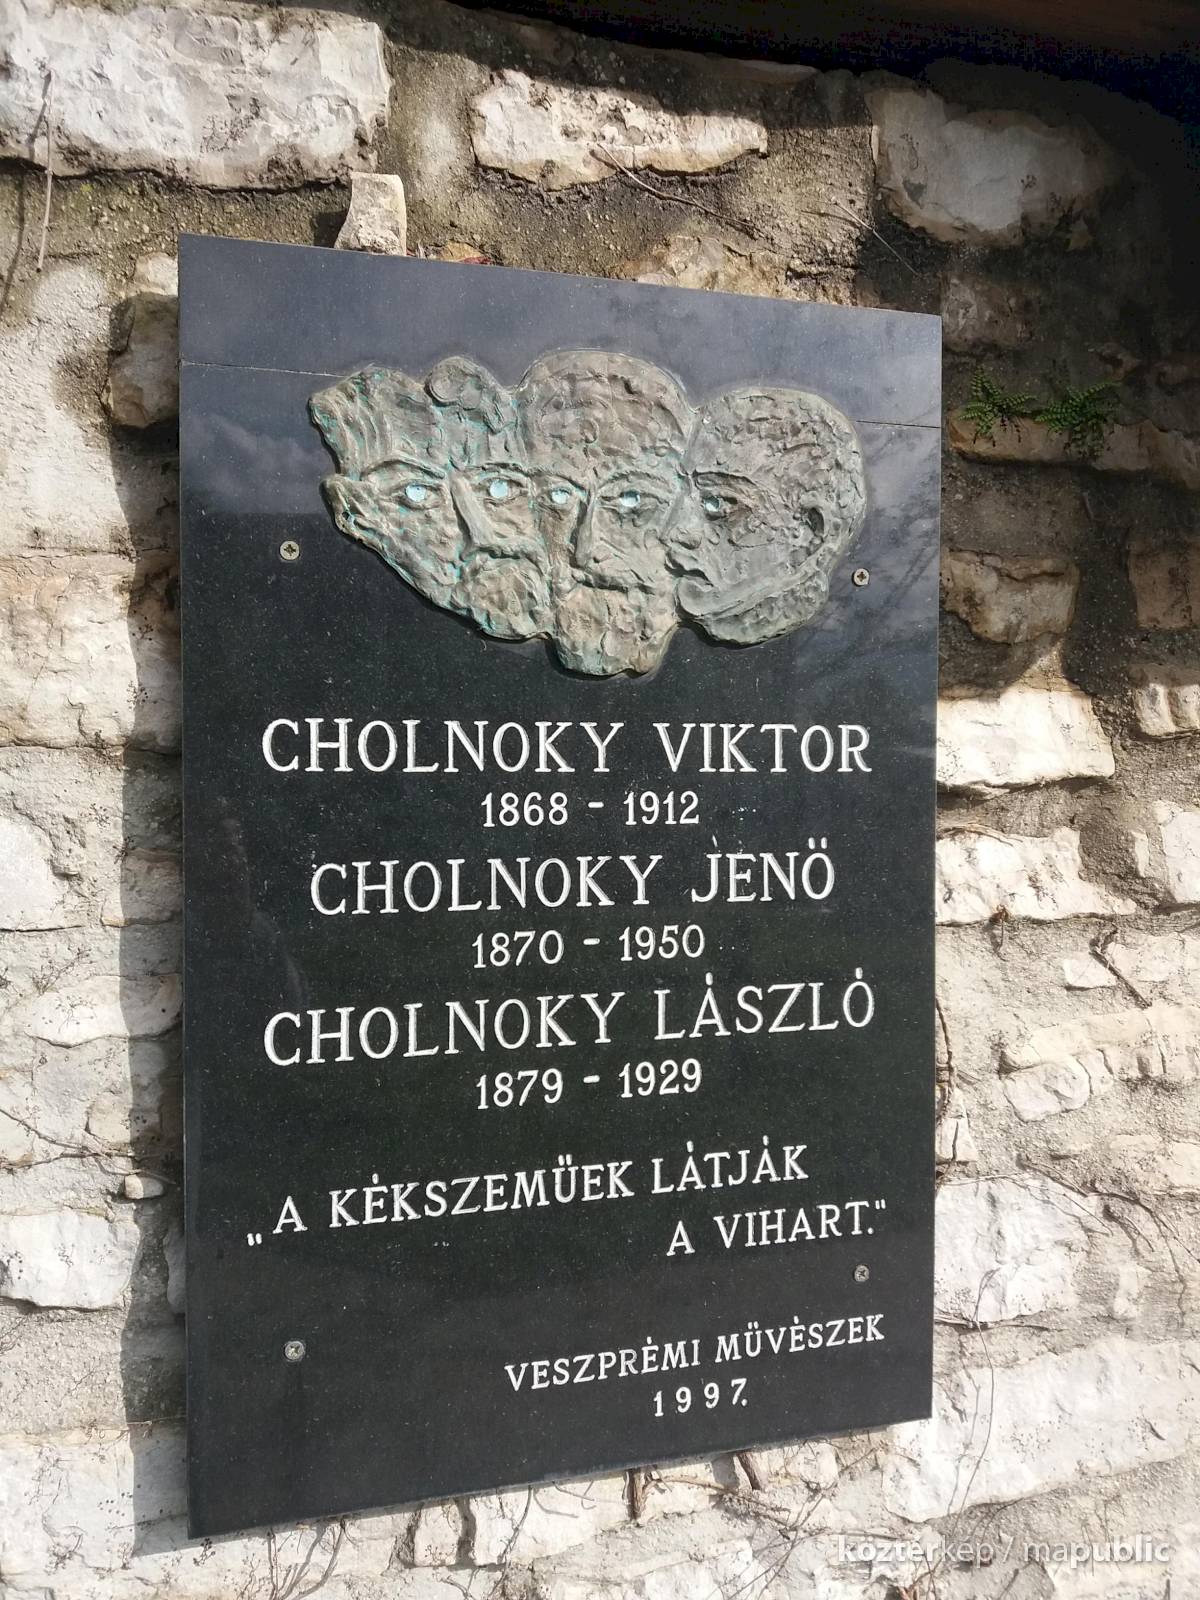 CHOLNOKY VIKTOR
1868 - 1912
CHOLNOKY JENÖ
1870 - 1950
CHOLNOKY LÁSZLÓ
1879 - 1929
„A KÉKSZEMÜEK LÁTJÁK
A VIHART."
VESZPRÉMI MÜVÉSZEK
1997.
köztérkép / mapublic